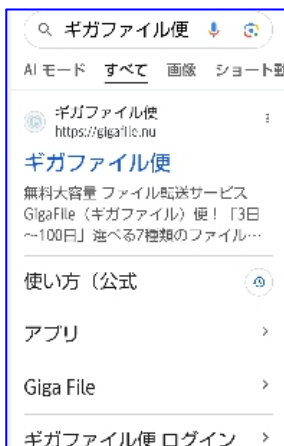 ギガファイル便
AI モード すべて 画像 ショート動
ギガファイル便
https://gigafile.nu
ギガファイル便
無料大容量 ファイル転送サービス
GigaFile（ギガファイル）便！「3日
～100日」選べる7種類のファイル…
使い方（公式
アプリ
Giga File
ギガファイル便 ログイン